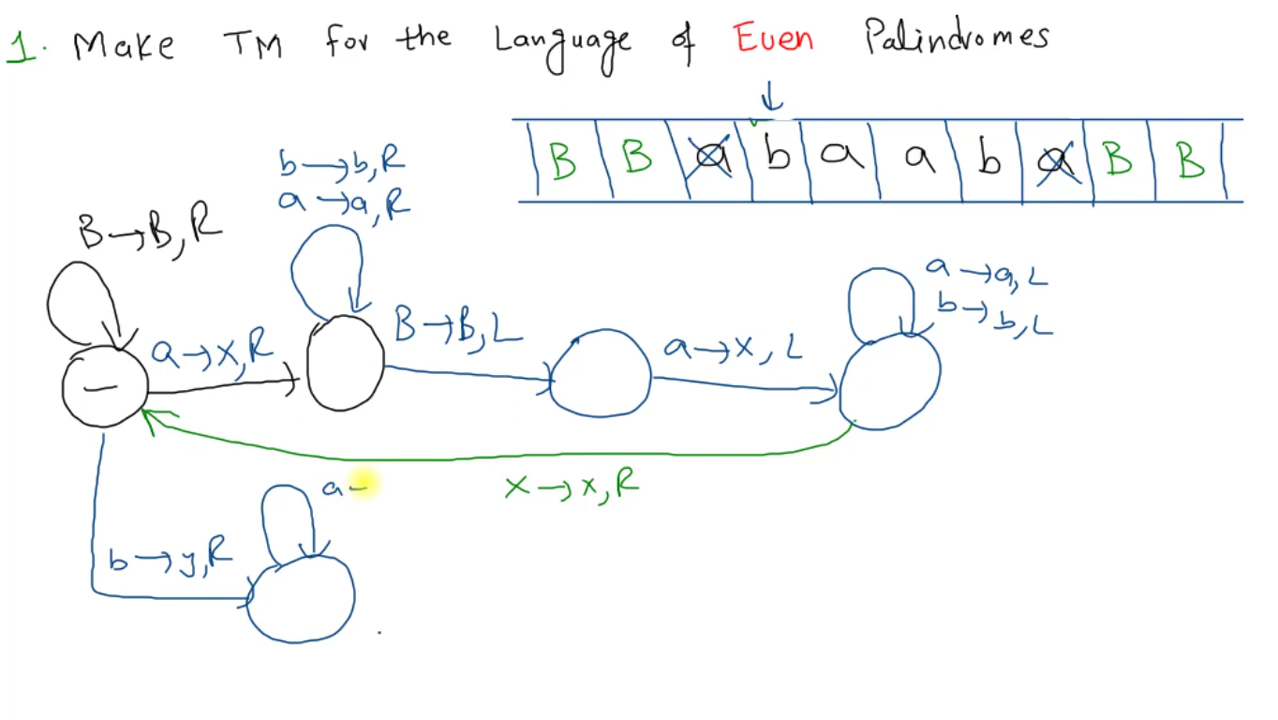 1. Make TM for the Language of Even Palindromes
B B a b a a b a B B
b→b,R
a→a,R
B→B,R
a→x,R
B→B,L
a→x,L
a→a,L
b→b,L
x→x,R
a-
b→y,R